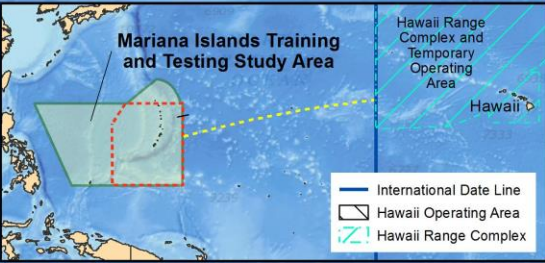 Mariana Islands Training
and Testing Study Area
Hawaii Range
Complex and
Temporary
Operating
Area
Hawaii
International Date Line
Hawaii Operating Area
Hawaii Range Complex